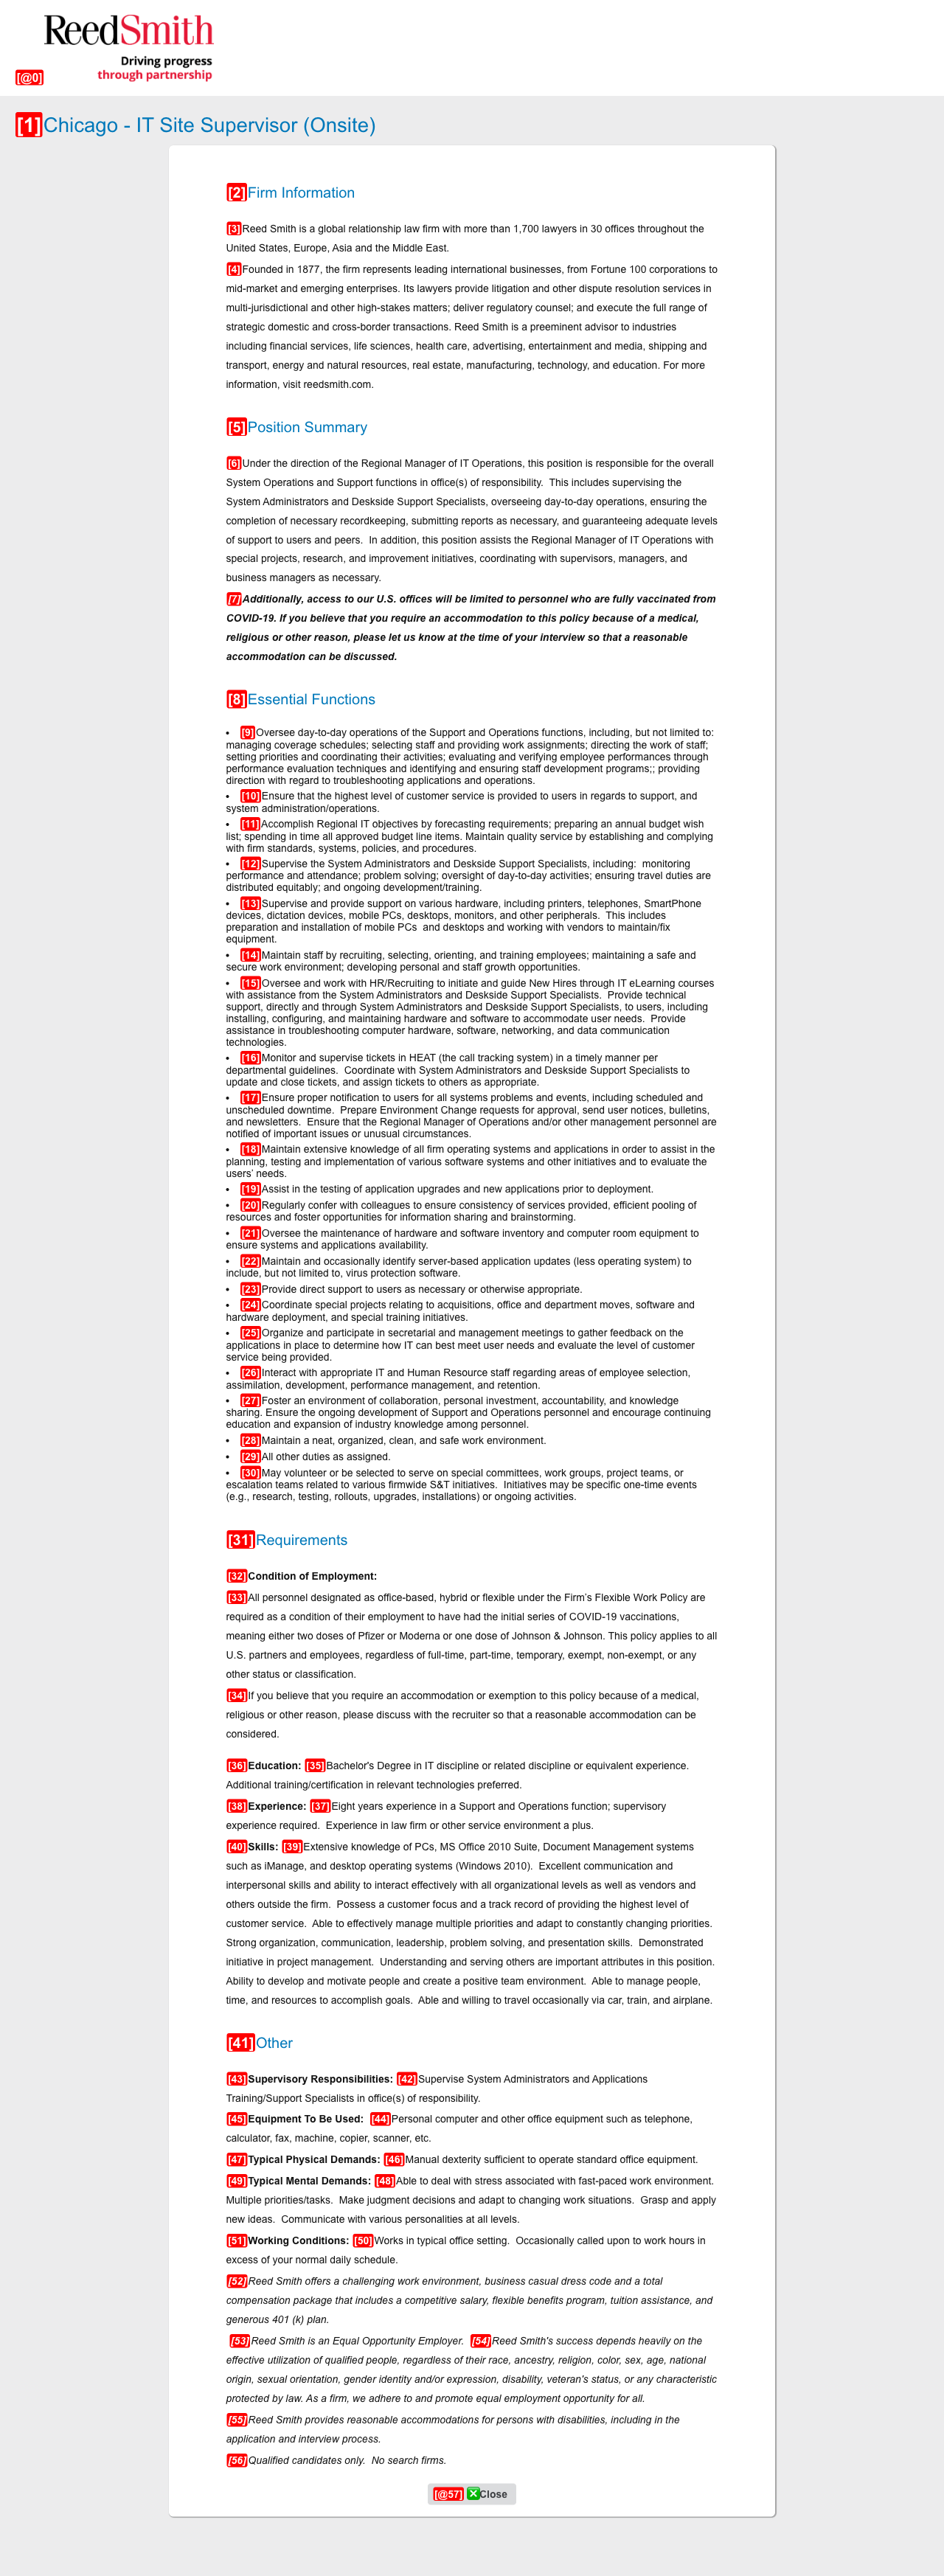 ReedSmith
Driving progress
[@0] through partnership
[1]Chicago - IT Site Supervisor (Onsite)
[2]Firm Information
[3]Reed Smith is a global relationship law firm with more than 1,700 lawyers in 30 offices throughout the
United States, Europe, Asia and the Middle East.
[4]Founded in 1877, the firm represents leading international businesses, from Fortune 100 corporations to
mid-market and emerging enterprises. Its lawyers provide litigation and other dispute resolution services in
multi-jurisdictional and other high-stakes matters; deliver regulatory counsel; and execute the full range of
strategic domestic and cross-border transactions. Reed Smith is a preeminent advisor to industries
including financial services, life sciences, health care, advertising, entertainment and media, shipping and
transport, energy and natural resources, real estate, manufacturing, technology, and education. For more
information, visit reedsmith.com.
[5]Position Summary
[6]Under the direction of the Regional Manager of IT Operations, this position is responsible for the overall
System Operations and Support functions in office(s) of responsibility.  This includes supervising the
System Administrators and Deskside Support Specialists, overseeing day-to-day operations, ensuring the
completion of necessary recordkeeping, submitting reports as necessary, and guaranteeing adequate levels
of support to users and peers.  In addition, this position assists the Regional Manager of IT Operations with
special projects, research, and improvement initiatives, coordinating with supervisors, managers, and
business managers as necessary.
[7]Additionally, access to our U.S. offices will be limited to personnel who are fully vaccinated from
COVID-19. If you believe that you require an accommodation to this policy because of a medical,
religious or other reason, please let us know at the time of your interview so that a reasonable
accommodation can be discussed.
[8]Essential Functions
• [9]Oversee day-to-day operations of the Support and Operations functions, including, but not limited to:
managing coverage schedules; selecting staff and providing work assignments; directing the work of staff;
setting priorities and coordinating their activities; evaluating and verifying employee performances through
performance evaluation techniques and identifying and ensuring staff development programs;; providing
direction with regard to troubleshooting applications and operations.
• [10]Ensure that the highest level of customer service is provided to users in regards to support, and
system administration/operations.
• [11]Accomplish Regional IT objectives by forecasting requirements; preparing an annual budget wish
list; spending in time all approved budget line items. Maintain quality service by establishing and complying
with firm standards, systems, policies, and procedures.
• [12]Supervise the System Administrators and Deskside Support Specialists, including:  monitoring
performance and attendance; problem solving; oversight of day-to-day activities; ensuring travel duties are
distributed equitably; and ongoing development/training.
• [13]Supervise and provide support on various hardware, including printers, telephones, SmartPhone
devices, dictation devices, mobile PCs, desktops, monitors, and other peripherals.  This includes
preparation and installation of mobile PCs  and desktops and working with vendors to maintain/fix
equipment.
• [14]Maintain staff by recruiting, selecting, orienting, and training employees; maintaining a safe and
secure work environment; developing personal and staff growth opportunities.
• [15]Oversee and work with HR/Recruiting to initiate and guide New Hires through IT eLearning courses
with assistance from the System Administrators and Deskside Support Specialists.  Provide technical
support, directly and through System Administrators and Deskside Support Specialists, to users, including
installing, configuring, and maintaining hardware and software to accommodate user needs.  Provide
assistance in troubleshooting computer hardware, software, networking, and data communication
technologies.
• [16]Monitor and supervise tickets in HEAT (the call tracking system) in a timely manner per
departmental guidelines.  Coordinate with System Administrators and Deskside Support Specialists to
update and close tickets, and assign tickets to others as appropriate.
• [17]Ensure proper notification to users for all systems problems and events, including scheduled and
unscheduled downtime.  Prepare Environment Change requests for approval, send user notices, bulletins,
and newsletters.  Ensure that the Regional Manager of Operations and/or other management personnel are
notified of important issues or unusual circumstances.
• [18]Maintain extensive knowledge of all firm operating systems and applications in order to assist in the
planning, testing and implementation of various software systems and other initiatives and to evaluate the
users' needs.
• [19]Assist in the testing of application upgrades and new applications prior to deployment.
• [20]Regularly confer with colleagues to ensure consistency of services provided, efficient pooling of
resources and foster opportunities for information sharing and brainstorming.
• [21]Oversee the maintenance of hardware and software inventory and computer room equipment to
ensure systems and applications availability.
• [22]Maintain and occasionally identify server-based application updates (less operating system) to
include, but not limited to, virus protection software.
• [23]Provide direct support to users as necessary or otherwise appropriate.
• [24]Coordinate special projects relating to acquisitions, office and department moves, software and
hardware deployment, and special training initiatives.
• [25]Organize and participate in secretarial and management meetings to gather feedback on the
applications in place to determine how IT can best meet user needs and evaluate the level of customer
service being provided.
• [26]Interact with appropriate IT and Human Resource staff regarding areas of employee selection,
assimilation, development, performance management, and retention.
• [27]Foster an environment of collaboration, personal investment, accountability, and knowledge
sharing. Ensure the ongoing development of Support and Operations personnel and encourage continuing
education and expansion of industry knowledge among personnel.
• [28]Maintain a neat, organized, clean, and safe work environment.
• [29]All other duties as assigned.
• [30]May volunteer or be selected to serve on special committees, work groups, project teams, or
escalation teams related to various firmwide S&T initiatives.  Initiatives may be specific one-time events
(e.g., research, testing, rollouts, upgrades, installations) or ongoing activities.
[31]Requirements
[32]Condition of Employment:
[33]All personnel designated as office-based, hybrid or flexible under the Firm's Flexible Work Policy are
required as a condition of their employment to have had the initial series of COVID-19 vaccinations,
meaning either two doses of Pfizer or Moderna or one dose of Johnson & Johnson. This policy applies to all
U.S. partners and employees, regardless of full-time, part-time, temporary, exempt, non-exempt, or any
other status or classification.
[34]If you believe that you require an accommodation or exemption to this policy because of a medical,
religious or other reason, please discuss with the recruiter so that a reasonable accommodation can be
considered.
[36]Education: [35]Bachelor's Degree in IT discipline or related discipline or equivalent experience.
Additional training/certification in relevant technologies preferred.
[38]Experience: [37]Eight years experience in a Support and Operations function; supervisory
experience required.  Experience in law firm or other service environment a plus.
[40]Skills: [39]Extensive knowledge of PCs, MS Office 2010 Suite, Document Management systems
such as iManage, and desktop operating systems (Windows 2010).  Excellent communication and
interpersonal skills and ability to interact effectively with all organizational levels as well as vendors and
others outside the firm.  Possess a customer focus and a track record of providing the highest level of
customer service.  Able to effectively manage multiple priorities and adapt to constantly changing priorities.
Strong organization, communication, leadership, problem solving, and presentation skills.  Demonstrated
initiative in project management.  Understanding and serving others are important attributes in this position.
Ability to develop and motivate people and create a positive team environment.  Able to manage people,
time, and resources to accomplish goals.  Able and willing to travel occasionally via car, train, and airplane.
[41]Other
[43]Supervisory Responsibilities: [42]Supervise System Administrators and Applications
Training/Support Specialists in office(s) of responsibility.
[45]Equipment To Be Used:  [44]Personal computer and other office equipment such as telephone,
calculator, fax, machine, copier, scanner, etc.
[47]Typical Physical Demands: [46]Manual dexterity sufficient to operate standard office equipment.
[49]Typical Mental Demands: [48]Able to deal with stress associated with fast-paced work environment.
Multiple priorities/tasks.  Make judgment decisions and adapt to changing work situations.  Grasp and apply
new ideas.  Communicate with various personalities at all levels.
[51]Working Conditions: [50]Works in typical office setting.  Occasionally called upon to work hours in
excess of your normal daily schedule.
[52]Reed Smith offers a challenging work environment, business casual dress code and a total
compensation package that includes a competitive salary, flexible benefits program, tuition assistance, and
generous 401 (k) plan.
[53]Reed Smith is an Equal Opportunity Employer.  [54]Reed Smith's success depends heavily on the
effective utilization of qualified people, regardless of their race, ancestry, religion, color, sex, age, national
origin, sexual orientation, gender identity and/or expression, disability, veteran's status, or any characteristic
protected by law. As a firm, we adhere to and promote equal employment opportunity for all.
[55]Reed Smith provides reasonable accommodations for persons with disabilities, including in the
application and interview process.
[56]Qualified candidates only.  No search firms.
[@57] Close